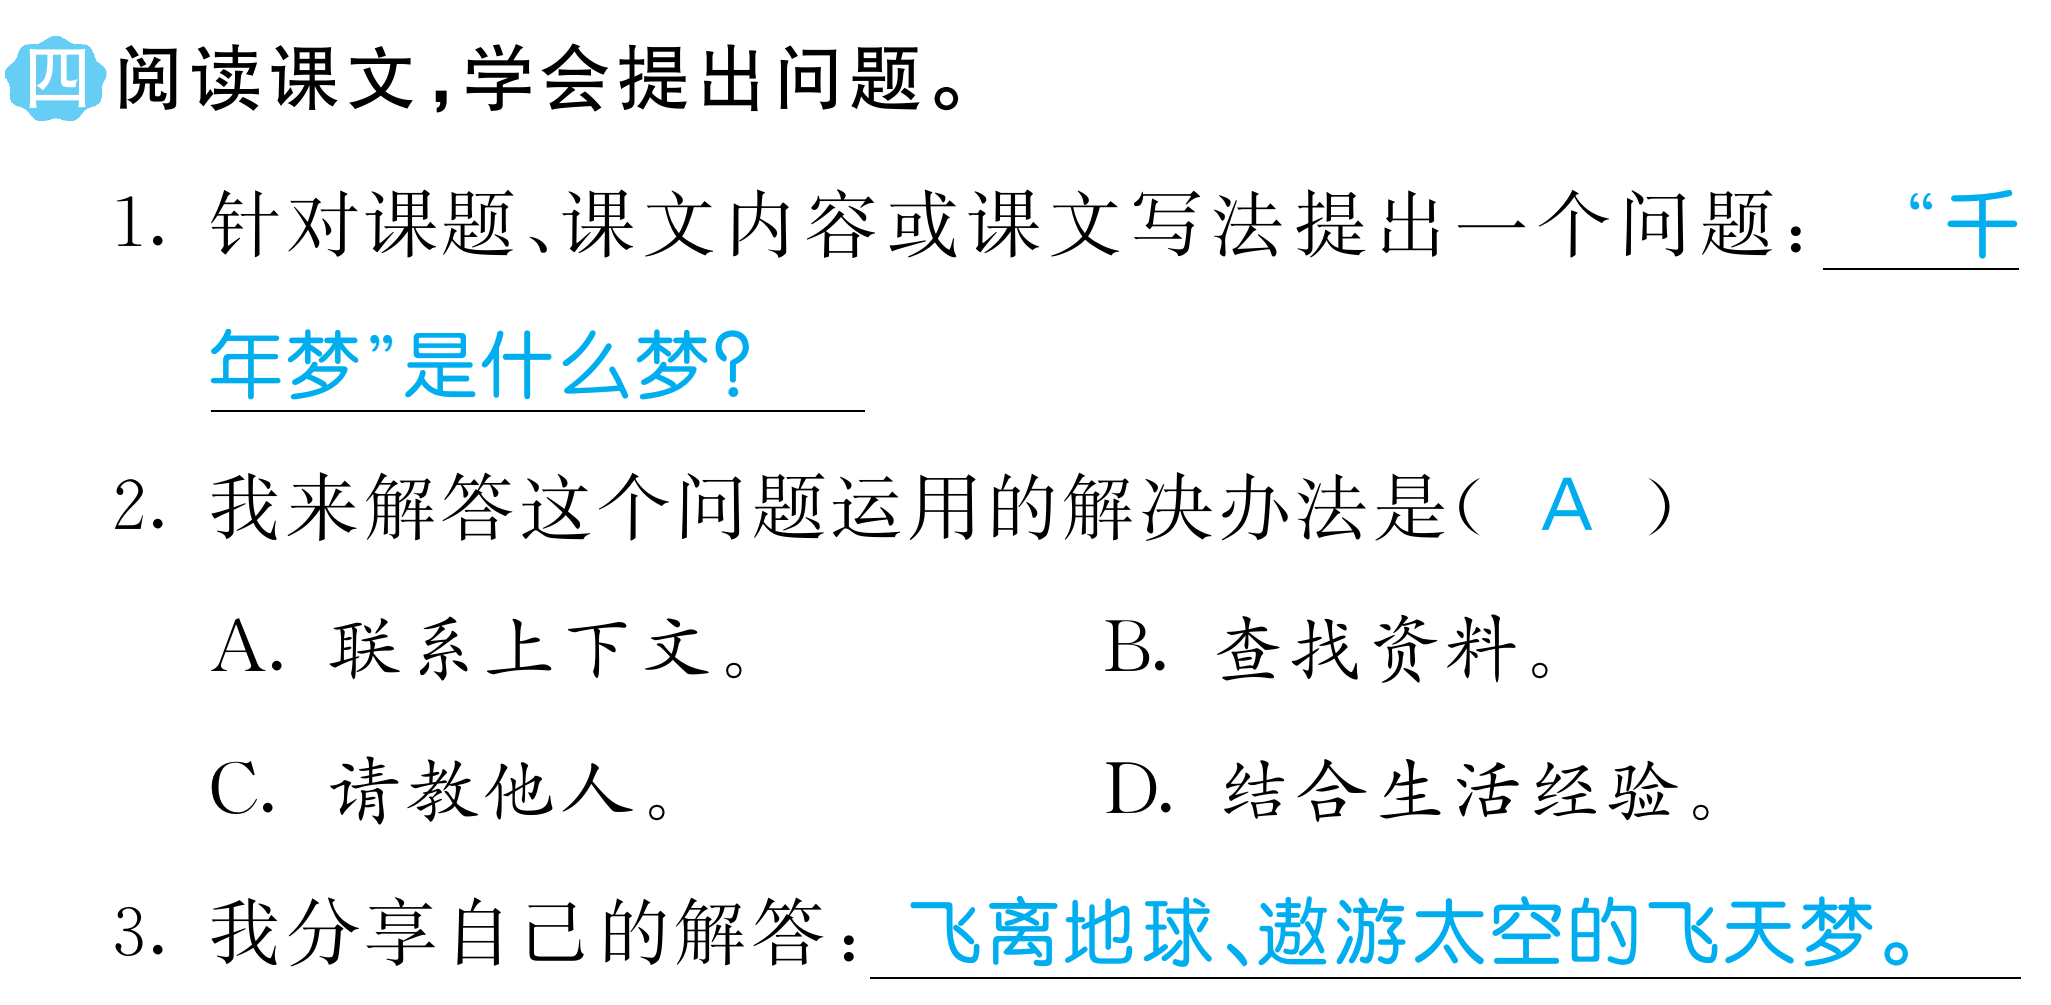 四 阅读课文,学会提出问题。
1. 针对课题、课文内容或课文写法提出一个问题: “千
年梦”是什么梦?
2. 我来解答这个问题运用的解决办法是( A )
A. 联系上下文。 B. 查找资料。
C. 请教他人。 D. 结合生活经验。
3. 我分享自己的解答: 飞离地球、遨游太空的飞天梦。